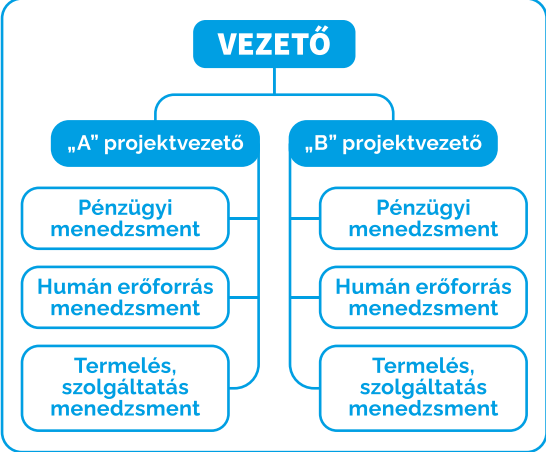 VEZETŐ
„A” projektvezető
Pénzügyi
menedzsment
Humán erőforrás
menedzsment
Termelés,
szolgáltatás
menedzsment
„B” projektvezető
Pénzügyi
menedzsment
Humán erőforrás
menedzsment
Termelés,
szolgáltatás
menedzsment